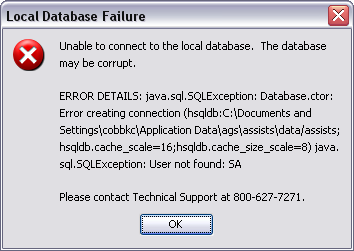 Local Database Failure
Unable to connect to the local database.  The database
may be corrupt.
ERROR DETAILS: java.sql.SQLException: Database.ctor:
Error creating connection (hsqldb:C:\Documents and
Settings\cobbkc\Application Data\ags\assists\data/assists;
hsqldb.cache_scale=16;hsqldb.cache_size_scale=8) java.
sql.SQLException: User not found: SA
Please contact Technical Support at 800-627-7271.
OK